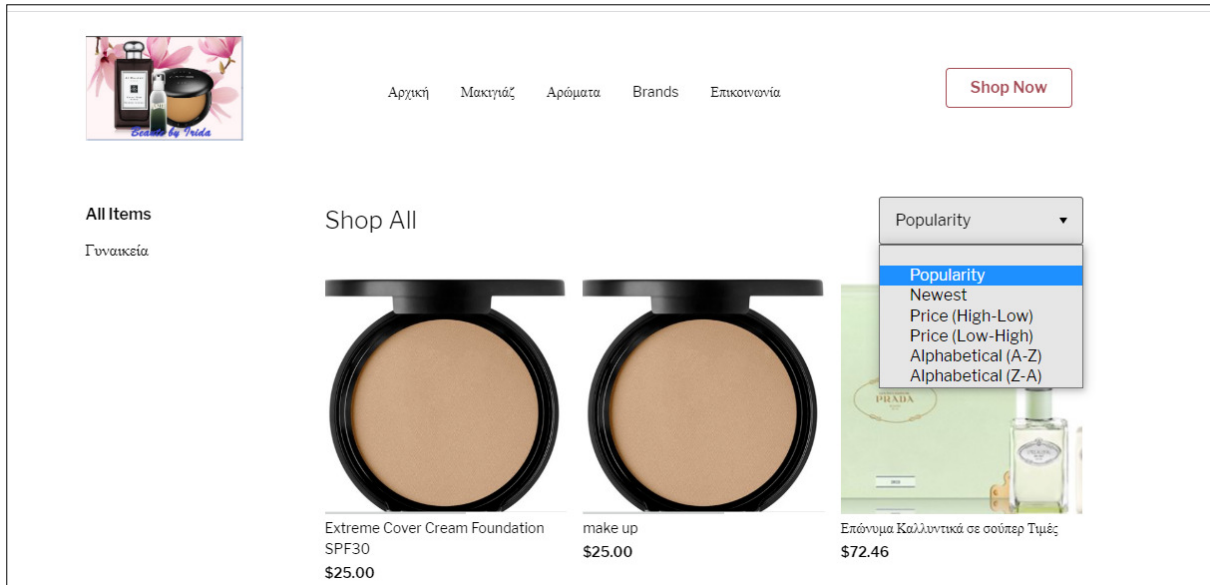 Beauté by Irida
Αρχική Μακιγιάζ Αρώματα Brands Επικοινωνία
Shop Now
All Items
Γυναικεία
Shop All
Popularity
Popularity
Newest
Price (High-Low)
Price (Low-High)
Alphabetical (A-Z)
Alphabetical (Z-A)
PRADA
Extreme Cover Cream Foundation
SPF30
$25.00
make up
$25.00
Επώνυμα Καλλυντικά σε σούπερ Τιμές
$72.46